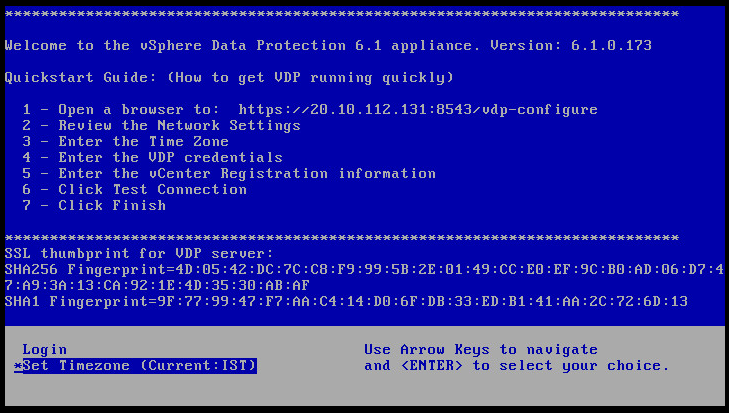 ***************************************************************************
Welcome to the vSphere Data Protection 6.1 appliance. Version: 6.1.0.173
Quickstart Guide: (How to get VDP running quickly)
1 - Open a browser to:  https://20.10.112.131:8543/vdp-configure
2 - Review the Network Settings
3 - Enter the Time Zone
4 - Enter the VDP credentials
5 - Enter the vCenter Registration information
6 - Click Test Connection
7 - Click Finish
***************************************************************************
SSL thumbprint for VDP server:
SHA256 Fingerprint=4D:05:42:DC:7C:C8:F9:99:5B:2E:01:49:CC:E0:EF:9C:B0:AD:06:D7:4
7:A9:3A:13:CA:92:1E:4D:35:30:AB:AF
SHA1 Fingerprint=9F:77:99:47:F7:AA:C4:14:D0:6F:DB:33:ED:B1:41:AA:2C:72:6D:13
Login
*Set Timezone (Current:IST)
Use Arrow Keys to navigate
and <ENTER> to select your choice.